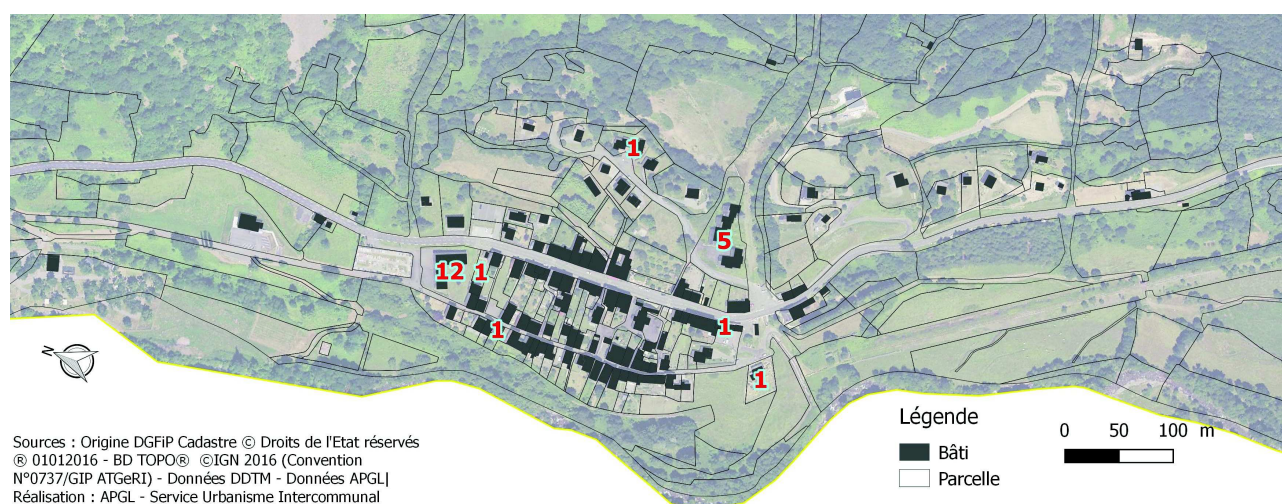 1
5
12
1
1
1
1
N
Légende
0 50 100 m
Bâti
Parcelle
Sources : Origine DGFiP Cadastre © Droits de l'Etat réservés
® 01012016 - BD TOPO® ©IGN 2016 (Convention
N°0737/GIP ATGeRI) - Données DDTM - Données APGL|
Réalisation : APGL - Service Urbanisme Intercommunal